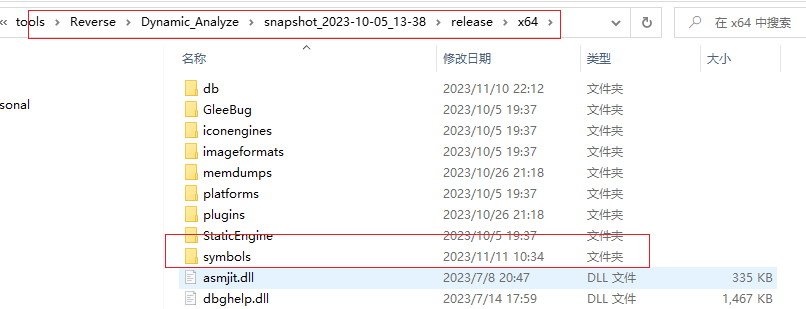 « tools › Reverse › Dynamic_Analyze › snapshot_2023-10-05_13-38 › release › x64 › 在 x64 中搜索
名称 修改日期 类型 大小
db 2023/11/10 22:12 文件夹
sonal GleeBug 2023/10/5 19:37 文件夹
iconengines 2023/10/5 19:37 文件夹
imageformats 2023/10/5 19:37 文件夹
memdumps 2023/10/26 21:18 文件夹
platforms 2023/10/5 19:37 文件夹
plugins 2023/10/26 21:18 文件夹
StaticEngine 2023/10/5 19:37 文件夹
symbols 2023/11/11 10:34 文件夹
asmjit.dll 2023/7/8 20:47 DLL 文件 335 KB
dbghelp.dll 2023/7/14 17:59 DLL 文件 1,467 KB